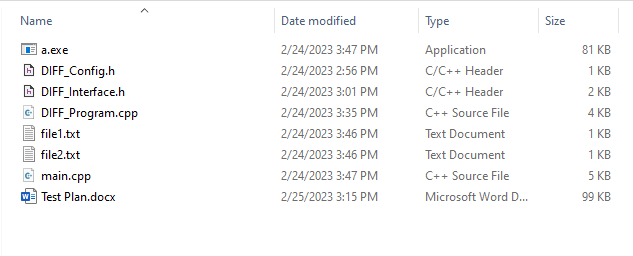 Name Date modified Type Size
a.exe 2/24/2023 3:47 PM Application 81 KB
DIFF_Config.h 2/24/2023 2:56 PM C/C++ Header 1 KB
DIFF_Interface.h 2/24/2023 3:01 PM C/C++ Header 2 KB
DIFF_Program.cpp 2/24/2023 3:35 PM C++ Source File 4 KB
file1.txt 2/24/2023 3:46 PM Text Document 1 KB
file2.txt 2/24/2023 3:46 PM Text Document 1 KB
main.cpp 2/24/2023 3:47 PM C++ Source File 5 KB
Test Plan.docx 2/25/2023 3:15 PM Microsoft Word D... 99 KB